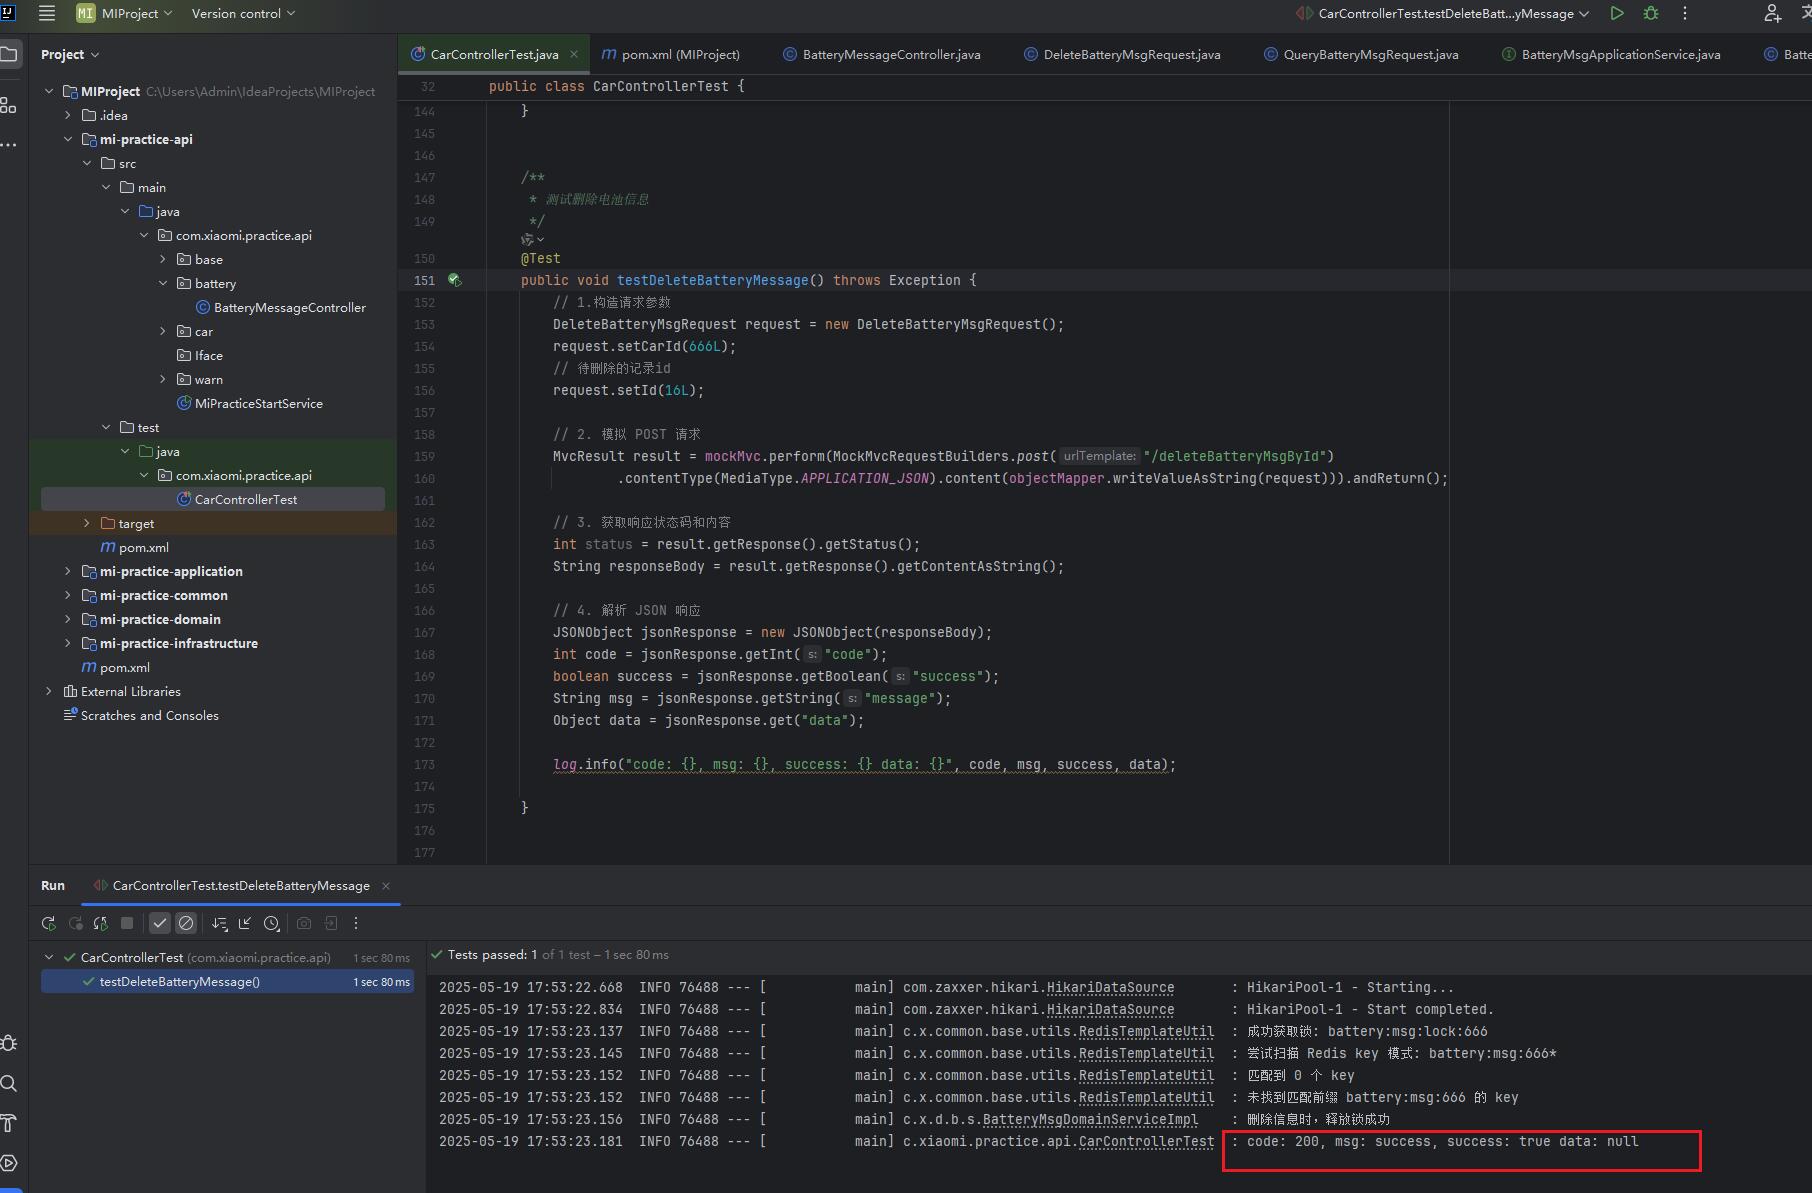 MI MIProject Version control CarControllerTest.testDeleteBatt...yMessage
Project
CarControllerTest.java pom.xml (MIProject) BatteryMessageController.java DeleteBatteryMsgRequest.java QueryBatteryMsgRequest.java BatteryMsgApplicationService.java Batte
MIProject C:\Users\Admin\IdeaProjects\MIProject
.idea
mi-practice-api
src
main
java
com.xiaomi.practice.api
base
battery
BatteryMessageController
car
Iface
warn
MiPracticeStartService
test
java
com.xiaomi.practice.api
CarControllerTest
target
pom.xml
mi-practice-application
mi-practice-common
mi-practice-domain
mi-practice-infrastructure
pom.xml
External Libraries
Scratches and Consoles
32 public class CarControllerTest {
144 }
145
146
147 /**
148 * 测试删除电池信息
149 */
150 @Test
151 public void testDeleteBatteryMessage() throws Exception {
152 // 1.构造请求参数
153 DeleteBatteryMsgRequest request = new DeleteBatteryMsgRequest();
154 request.setCarId(666L);
155 // 待删除的记录id
156 request.setId(16L);
157
158 // 2. 模拟 POST 请求
159 MvcResult result = mockMvc.perform(MockMvcRequestBuilders.post( urlTemplate: "/deleteBatteryMsgById")
160 .contentType(MediaType.APPLICATION_JSON).content(objectMapper.writeValueAsString(request))).andReturn();
161
162 // 3. 获取响应状态码和内容
163 int status = result.getResponse().getStatus();
164 String responseBody = result.getResponse().getContentAsString();
165
166 // 4. 解析 JSON 响应
167 JSONObject jsonResponse = new JSONObject(responseBody);
168 int code = jsonResponse.getInt( s: "code");
169 boolean success = jsonResponse.getBoolean( s: "success");
170 String msg = jsonResponse.getString( s: "message");
171 Object data = jsonResponse.get("data");
172
173 log.info("code: {}, msg: {}, success: {} data: {}", code, msg, success, data);
174
175 }
176
177
Run CarControllerTest.testDeleteBatteryMessage
CarControllerTest (com.xiaomi.practice.api) 1 sec 80 ms
testDeleteBatteryMessage() 1 sec 80 ms
Tests passed: 1 of 1 test – 1 sec 80 ms
2025-05-19 17:53:22.668 INFO 76488 --- [ main] com.zaxxer.hikari.HikariDataSource : HikariPool-1 - Starting...
2025-05-19 17:53:22.834 INFO 76488 --- [ main] com.zaxxer.hikari.HikariDataSource : HikariPool-1 - Start completed.
2025-05-19 17:53:23.137 INFO 76488 --- [ main] c.x.common.base.utils.RedisTemplateUtil : 成功获取锁: battery:msg:lock:666
2025-05-19 17:53:23.145 INFO 76488 --- [ main] c.x.common.base.utils.RedisTemplateUtil : 尝试扫描 Redis key 模式: battery:msg:666*
2025-05-19 17:53:23.152 INFO 76488 --- [ main] c.x.common.base.utils.RedisTemplateUtil : 匹配到 0 个 key
2025-05-19 17:53:23.152 INFO 76488 --- [ main] c.x.common.base.utils.RedisTemplateUtil : 未找到匹配前缀 battery:msg:666 的 key
2025-05-19 17:53:23.156 INFO 76488 --- [ main] c.x.d.b.s.BatteryMsgDomainServiceImpl : 删除信息时，释放锁成功
2025-05-19 17:53:23.181 INFO 76488 --- [ main] c.xiaomi.practice.api.CarControllerTest : code: 200, msg: success, success: true data: null